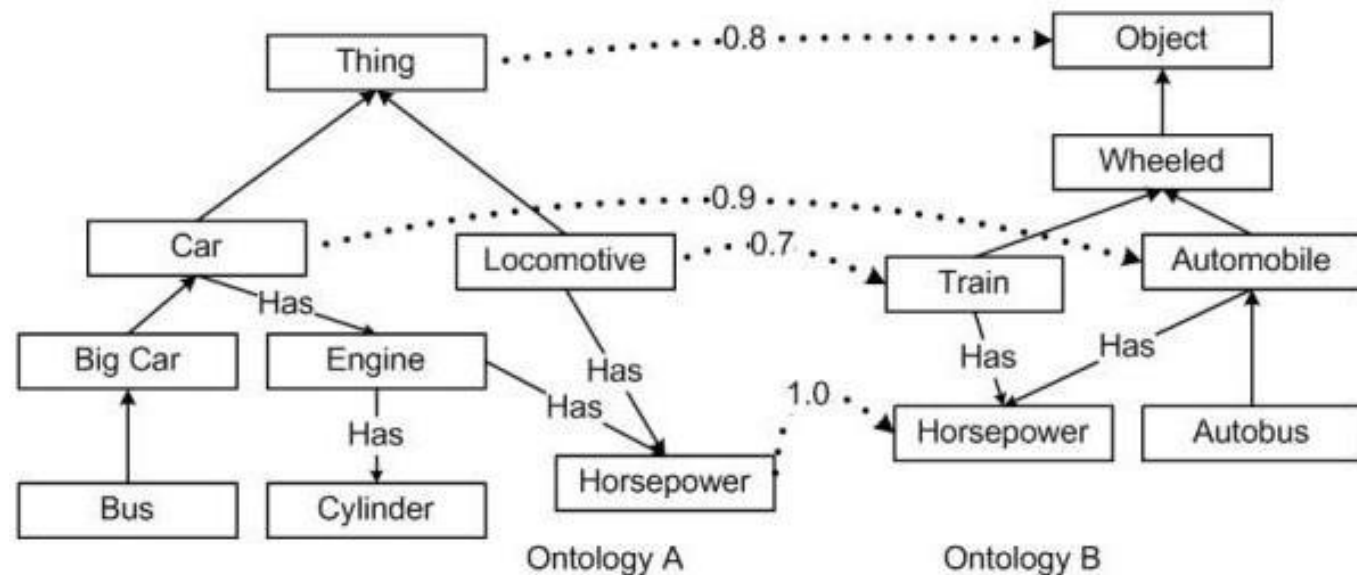 Thing
0.8
Object
Wheeled
0.9
Car
Locomotive
0.7
Automobile
Train
Has
Big Car
Engine
Has
Has
Has
Has
1.0
Has
Horsepower
Autobus
Horsepower
Bus
Cylinder
Ontology A
Ontology B